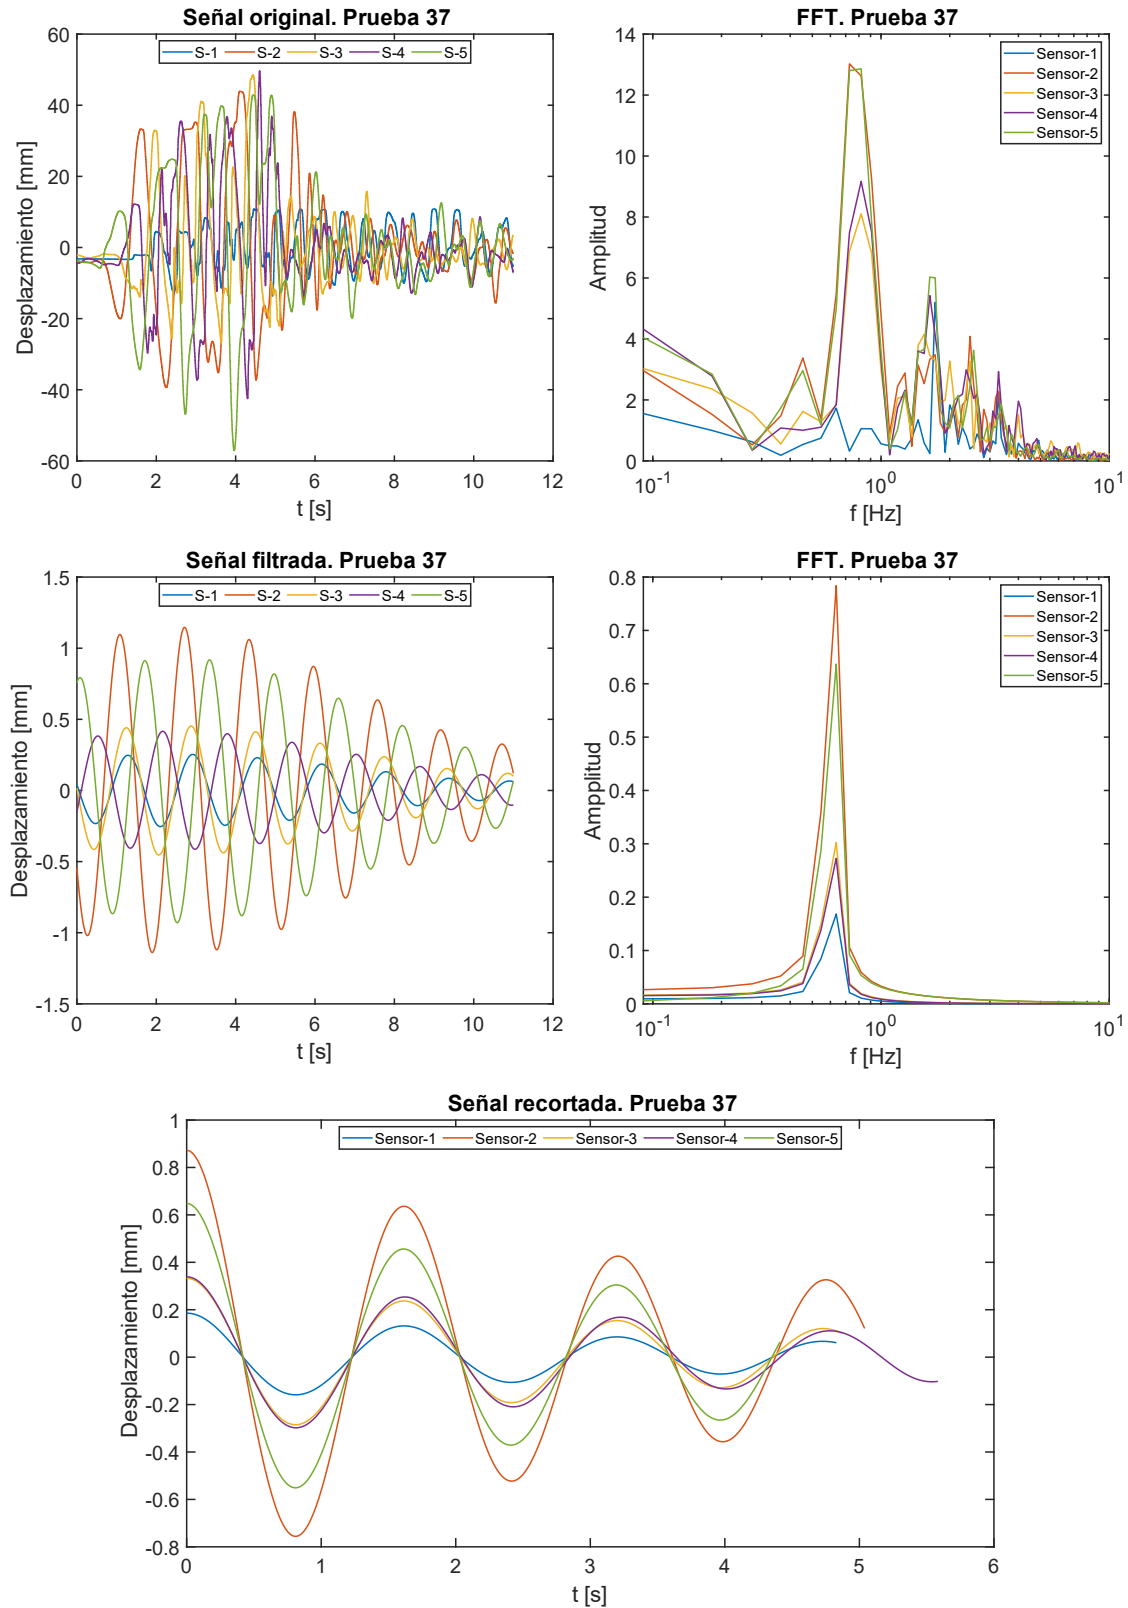 Señal original. Prueba 37
S-1 S-2 S-3 S-4 S-5
60
40
20
0
-20
-40
-60
0 2 4 6 8 10 12
Desplazamiento [mm]
t [s]
FFT. Prueba 37
Sensor-1
Sensor-2
Sensor-3
Sensor-4
Sensor-5
14
12
10
8
6
4
2
0
10^-1 10^0 10^1
Amplitud
f [Hz]
Señal filtrada. Prueba 37
S-1 S-2 S-3 S-4 S-5
1.5
1
0.5
0
-0.5
-1
-1.5
0 2 4 6 8 10 12
Desplazamiento [mm]
t [s]
FFT. Prueba 37
Sensor-1
Sensor-2
Sensor-3
Sensor-4
Sensor-5
0.8
0.7
0.6
0.5
0.4
0.3
0.2
0.1
0
10^-1 10^0 10^1
Ampplitud
f [Hz]
Señal recortada. Prueba 37
Sensor-1 Sensor-2 Sensor-3 Sensor-4 Sensor-5
1
0.8
0.6
0.4
0.2
0
-0.2
-0.4
-0.6
-0.8
0 1 2 3 4 5 6
Desplazamiento [mm]
t [s]